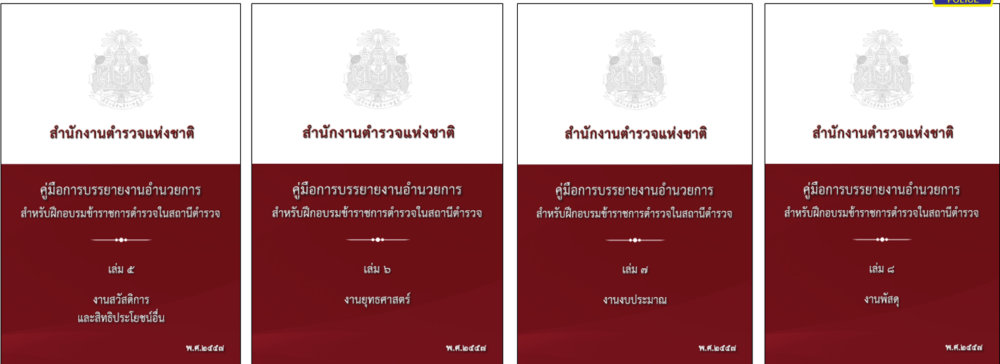 POLICE
สำนักงานตำรวจแห่งชาติ
คู่มือการบรรยายงานอำนวยการ
สำหรับฝึกอบรมข้าราชการตำรวจในสถานีตำรวจ
เล่ม ๕
งานสวัสดิการ
และสิทธิประโยชน์อื่น
พ.ศ.๒๕๕๗
สำนักงานตำรวจแห่งชาติ
คู่มือการบรรยายงานอำนวยการ
สำหรับฝึกอบรมข้าราชการตำรวจในสถานีตำรวจ
เล่ม ๖
งานยุทธศาสตร์
พ.ศ.๒๕๕๗
สำนักงานตำรวจแห่งชาติ
คู่มือการบรรยายงานอำนวยการ
สำหรับฝึกอบรมข้าราชการตำรวจในสถานีตำรวจ
เล่ม ๗
งานงบประมาณ
พ.ศ.๒๕๕๗
สำนักงานตำรวจแห่งชาติ
คู่มือการบรรยายงานอำนวยการ
สำหรับฝึกอบรมข้าราชการตำรวจในสถานีตำรวจ
เล่ม ๘
งานพัสดุ
พ.ศ.๒๕๕๗